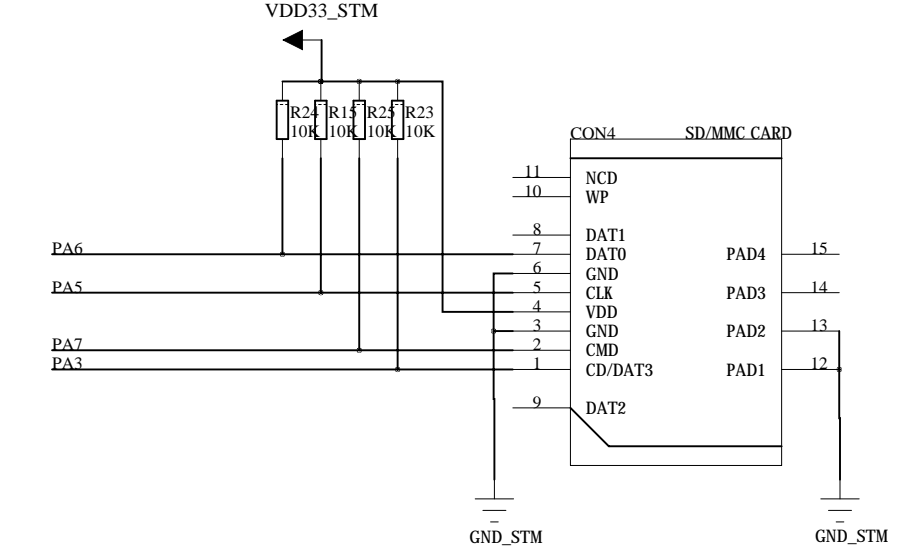 VDD33_STM
R24 R15 R25 R23
10K 10K 10K 10K
CON4 SD/MMC CARD
11 NCD
10 WP
8 DAT1
PA6 7 DAT0 PAD4 15
6 GND
PA5 5 CLK PAD3 14
4 VDD
3 GND PAD2 13
PA7 2 CMD
PA3 1 CD/DAT3 PAD1 12
9 DAT2
GND_STM GND_STM